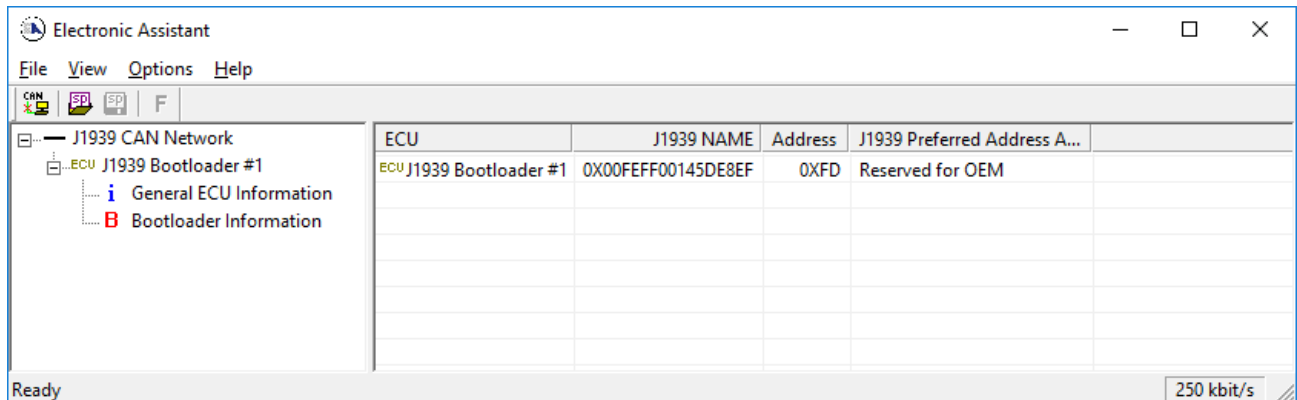 Electronic Assistant
File View Options Help
CAN SP SP F
J1939 CAN Network
ECU J1939 Bootloader #1
i General ECU Information
B Bootloader Information
ECU J1939 NAME Address J1939 Preferred Address A...
ECU J1939 Bootloader #1 0X00FEFF00145DE8EF 0XFD Reserved for OEM
Ready 250 kbit/s